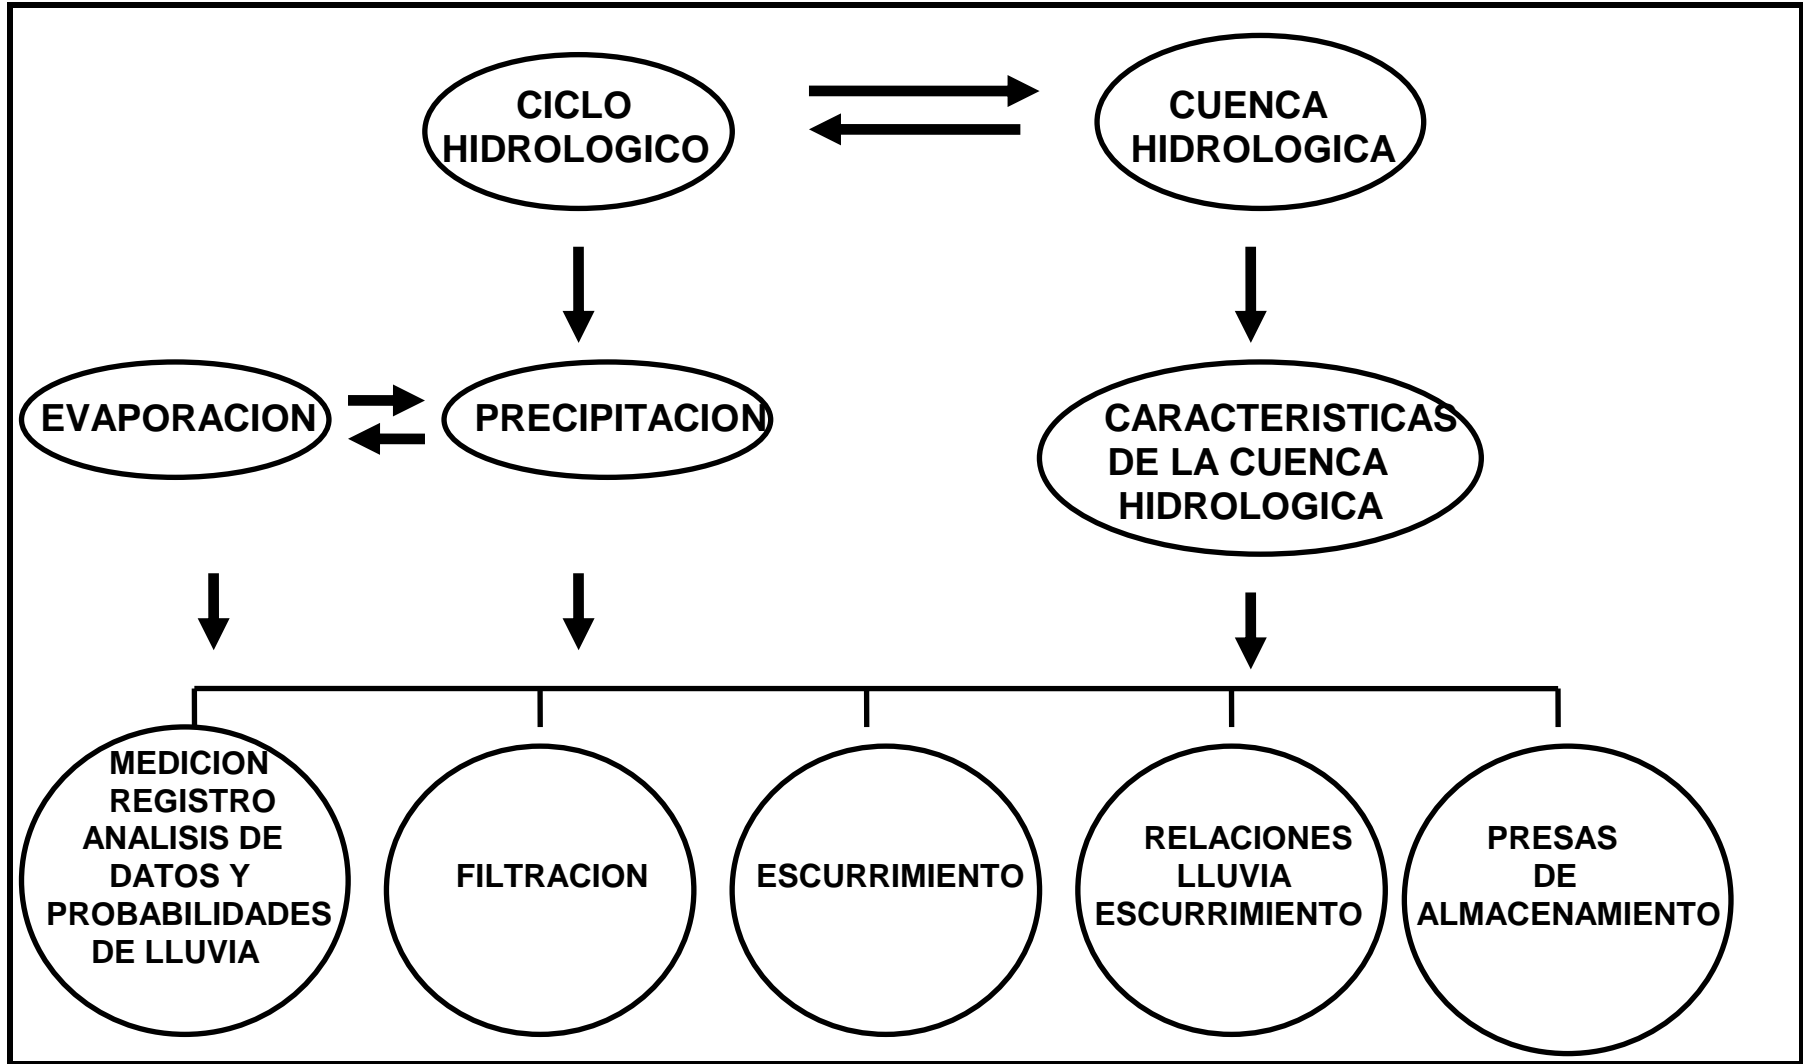 CICLO
HIDROLOGICO
CUENCA
HIDROLOGICA
EVAPORACION
PRECIPITACION
CARACTERISTICAS
DE LA CUENCA
HIDROLOGICA
MEDICION
REGISTRO
ANALISIS DE
DATOS Y
PROBABILIDADES
DE LLUVIA
FILTRACION
ESCURRIMIENTO
RELACIONES
LLUVIA
ESCURRIMIENTO
PRESAS
DE
ALMACENAMIENTO